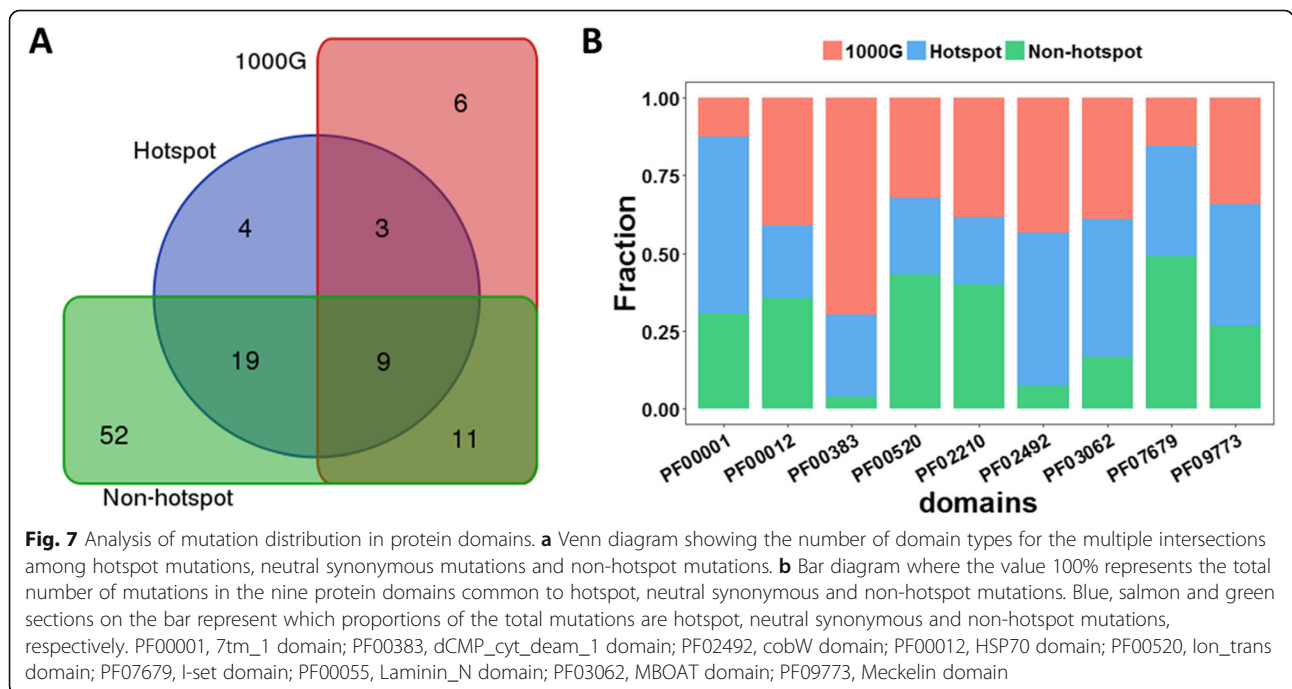 A
1000G
6
Hotspot
4
3
19
9
52
11
Non-hotspot
B
1000G Hotspot Non-hotspot
1.00
0.75
0.50
0.25
0.00
Fraction
PF00001 PF00012 PF00383 PF00520 PF02210 PF02492 PF03062 PF07679 PF09773
domains
Fig. 7 Analysis of mutation distribution in protein domains. a Venn diagram showing the number of domain types for the multiple intersections
among hotspot mutations, neutral synonymous mutations and non-hotspot mutations. b Bar diagram where the value 100% represents the total
number of mutations in the nine protein domains common to hotspot, neutral synonymous and non-hotspot mutations. Blue, salmon and green
sections on the bar represent which proportions of the total mutations are hotspot, neutral synonymous and non-hotspot mutations,
respectively. PF00001, 7tm_1 domain; PF00383, dCMP_cyt_deam_1 domain; PF02492, cobW domain; PF00012, HSP70 domain; PF00520, Ion_trans
domain; PF07679, I-set domain; PF00055, Laminin_N domain; PF03062, MBOAT domain; PF09773, Meckelin domain